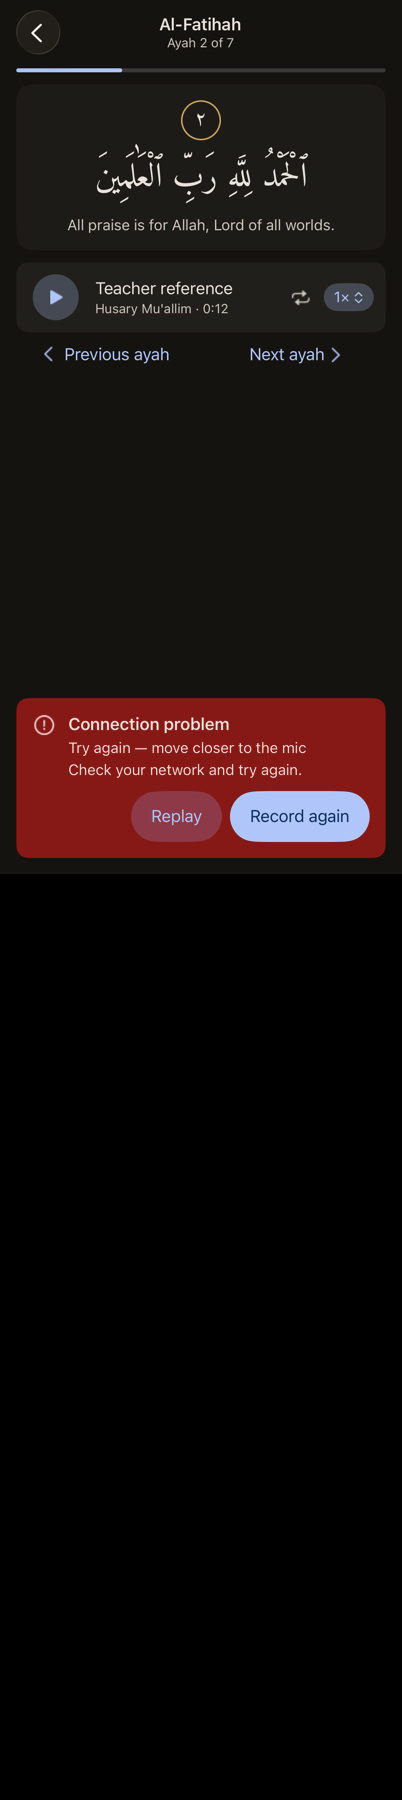 Al-Fatihah
Ayah 2 of 7
٢
ٱلْحَمْدُ لِلَّهِ رَبِّ ٱلْعَٰلَمِينَ
All praise is for Allah, Lord of all worlds.
Teacher reference
1×
Husary Mu'allim · 0:12
Previous ayah
Next ayah
Connection problem
Try again — move closer to the mic
Check your network and try again.
Replay
Record again